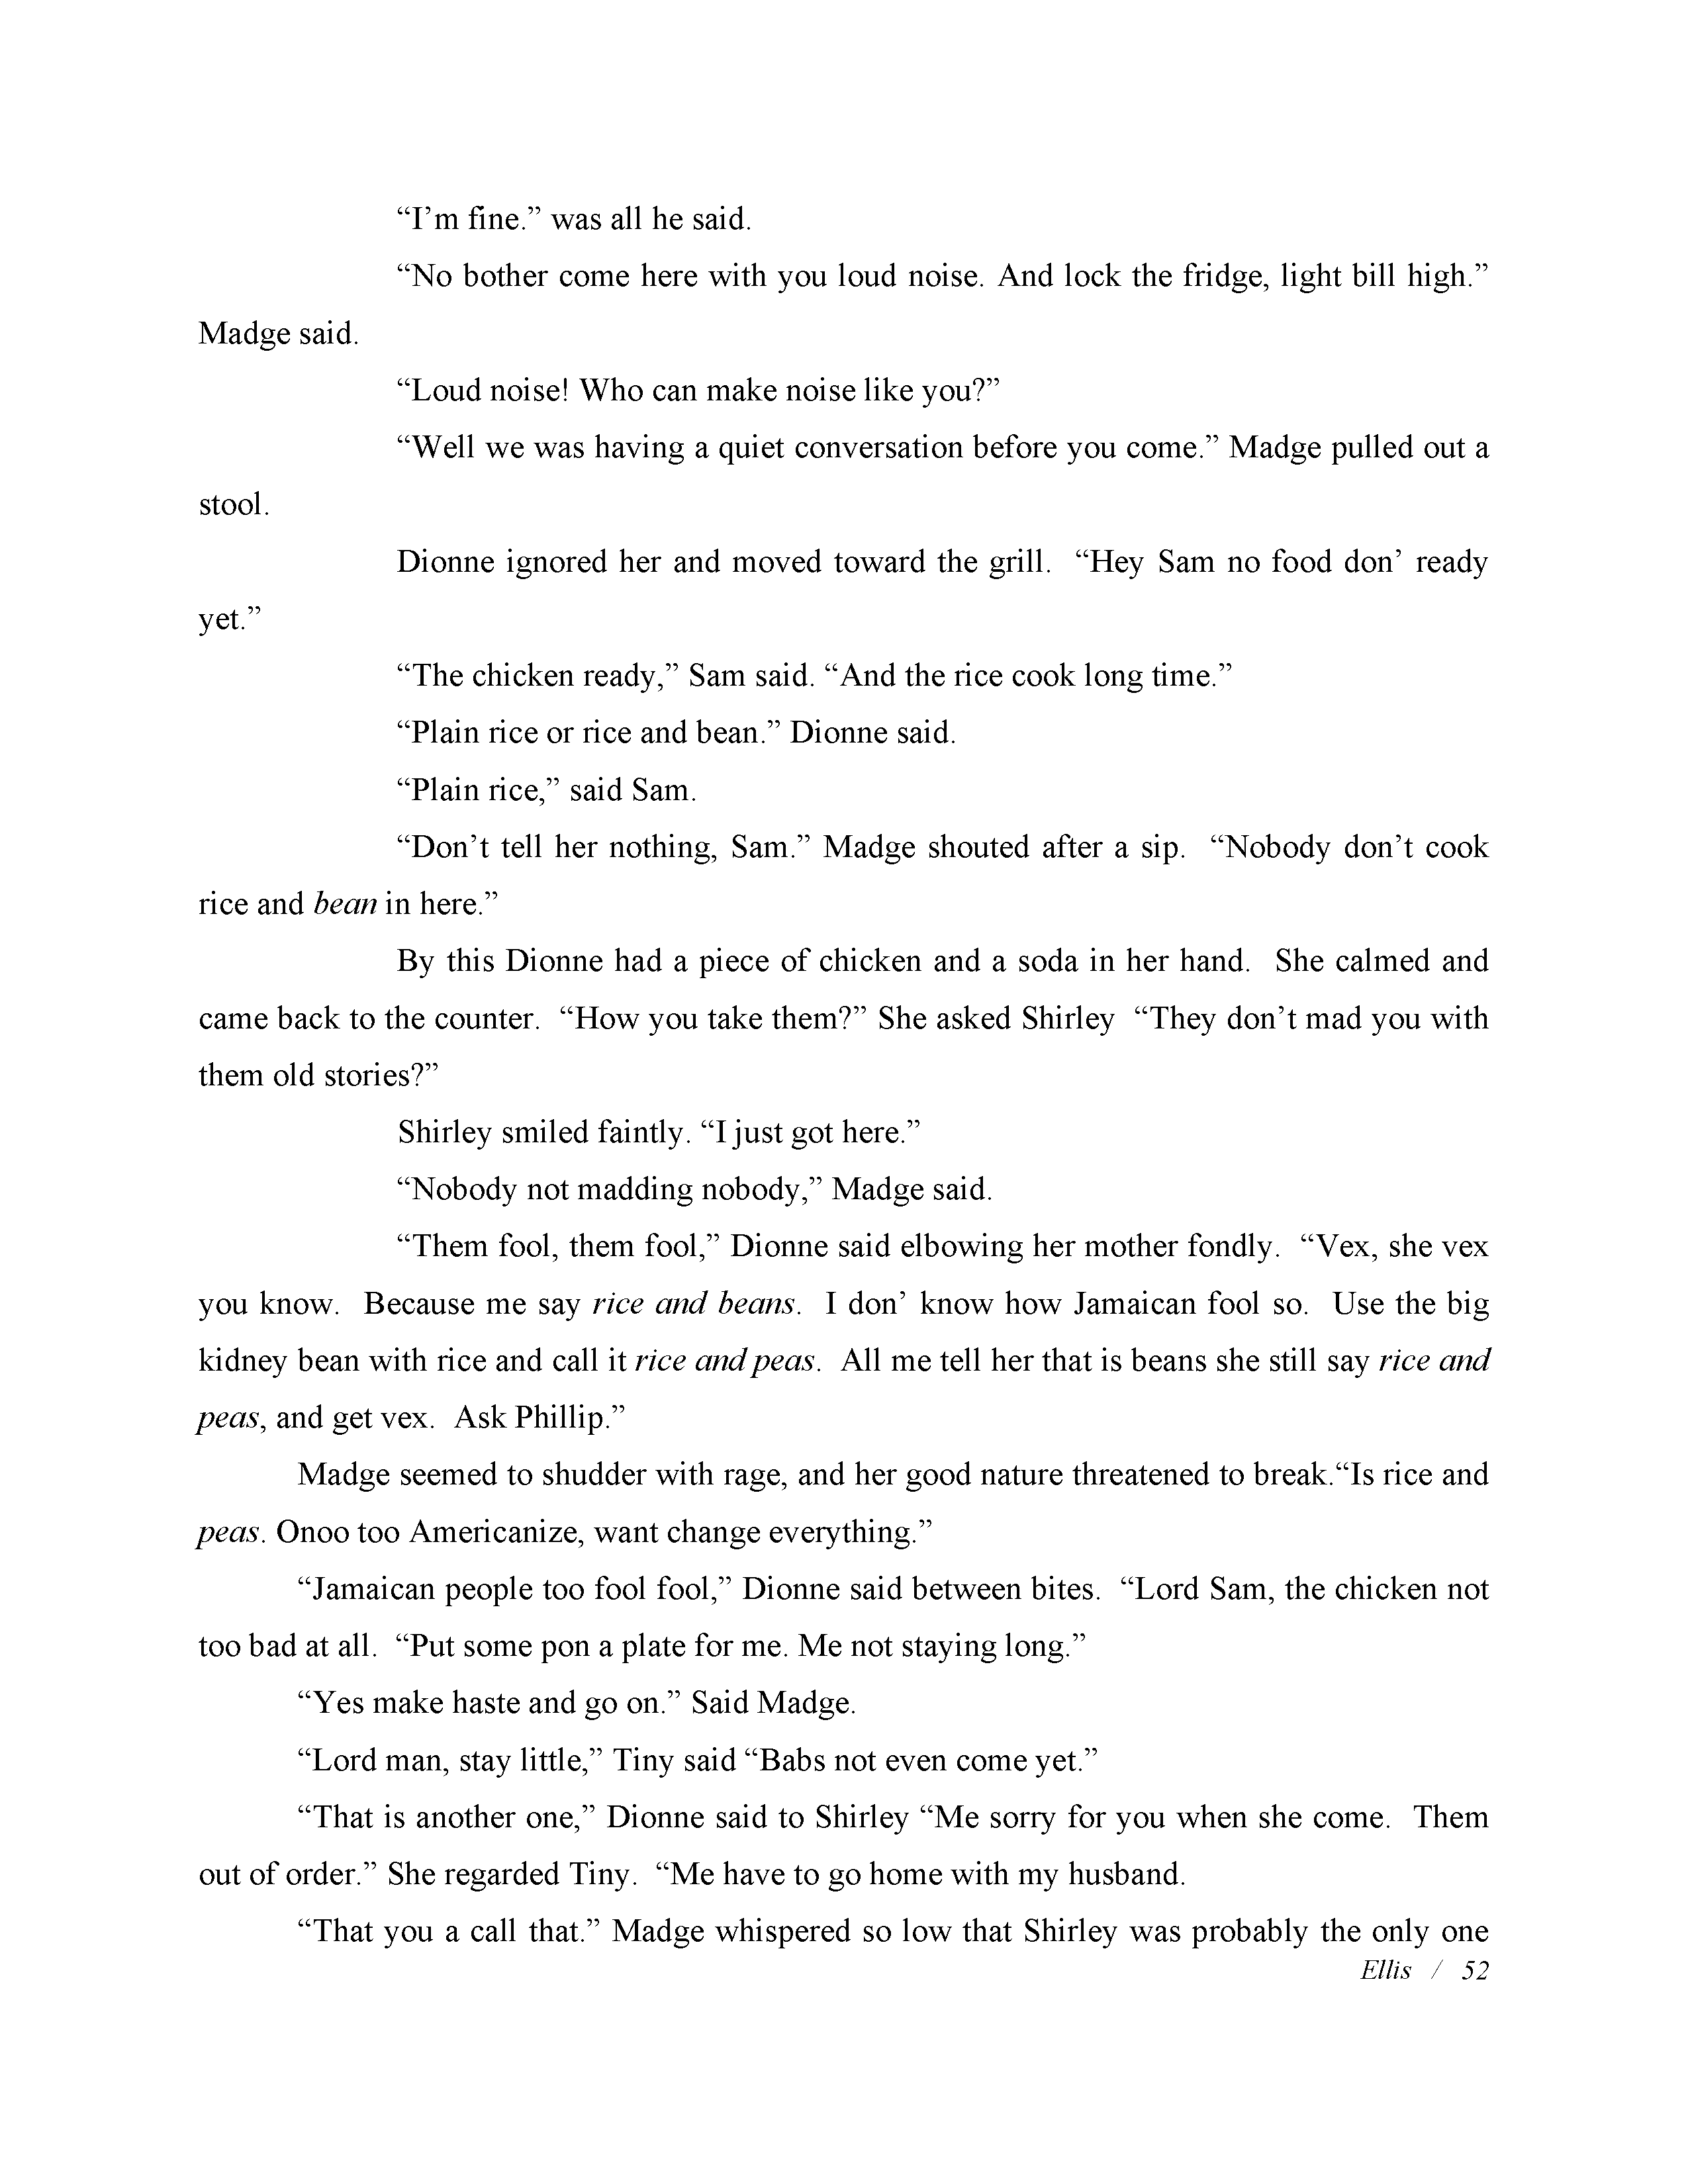 “I’m fine.” was all he said.
“No bother come here with you loud noise. And lock the fridge, light bill high.”
Madge said.
“Loud noise! Who can make noise like you?”
“Well we was having a quiet conversation before you come.” Madge pulled out a
stool.
Dionne ignored her and moved toward the grill.  “Hey Sam no food don’ ready
yet.”
“The chicken ready,” Sam said. “And the rice cook long time.”
“Plain rice or rice and bean.” Dionne said.
“Plain rice,” said Sam.
“Don’t tell her nothing, Sam.” Madge shouted after a sip.  “Nobody don’t cook
rice and bean in here.”
By this Dionne had a piece of chicken and a soda in her hand.  She calmed and
came back to the counter.  “How you take them?” She asked Shirley  “They don’t mad you with
them old stories?”
Shirley smiled faintly. “I just got here.”
“Nobody not madding nobody,” Madge said.
“Them fool, them fool,” Dionne said elbowing her mother fondly.  “Vex, she vex
you know.  Because me say rice and beans.  I don’ know how Jamaican fool so.  Use the big
kidney bean with rice and call it rice and peas.  All me tell her that is beans she still say rice and
peas, and get vex.  Ask Phillip.”
Madge seemed to shudder with rage, and her good nature threatened to break.“Is rice and
peas. Onoo too Americanize, want change everything.”
“Jamaican people too fool fool,” Dionne said between bites.  “Lord Sam, the chicken not
too bad at all.  “Put some pon a plate for me. Me not staying long.”
“Yes make haste and go on.” Said Madge.
“Lord man, stay little,” Tiny said “Babs not even come yet.”
“That is another one,” Dionne said to Shirley “Me sorry for you when she come.  Them
out of order.” She regarded Tiny.  “Me have to go home with my husband.
“That you a call that.” Madge whispered so low that Shirley was probably the only one
Ellis / 52